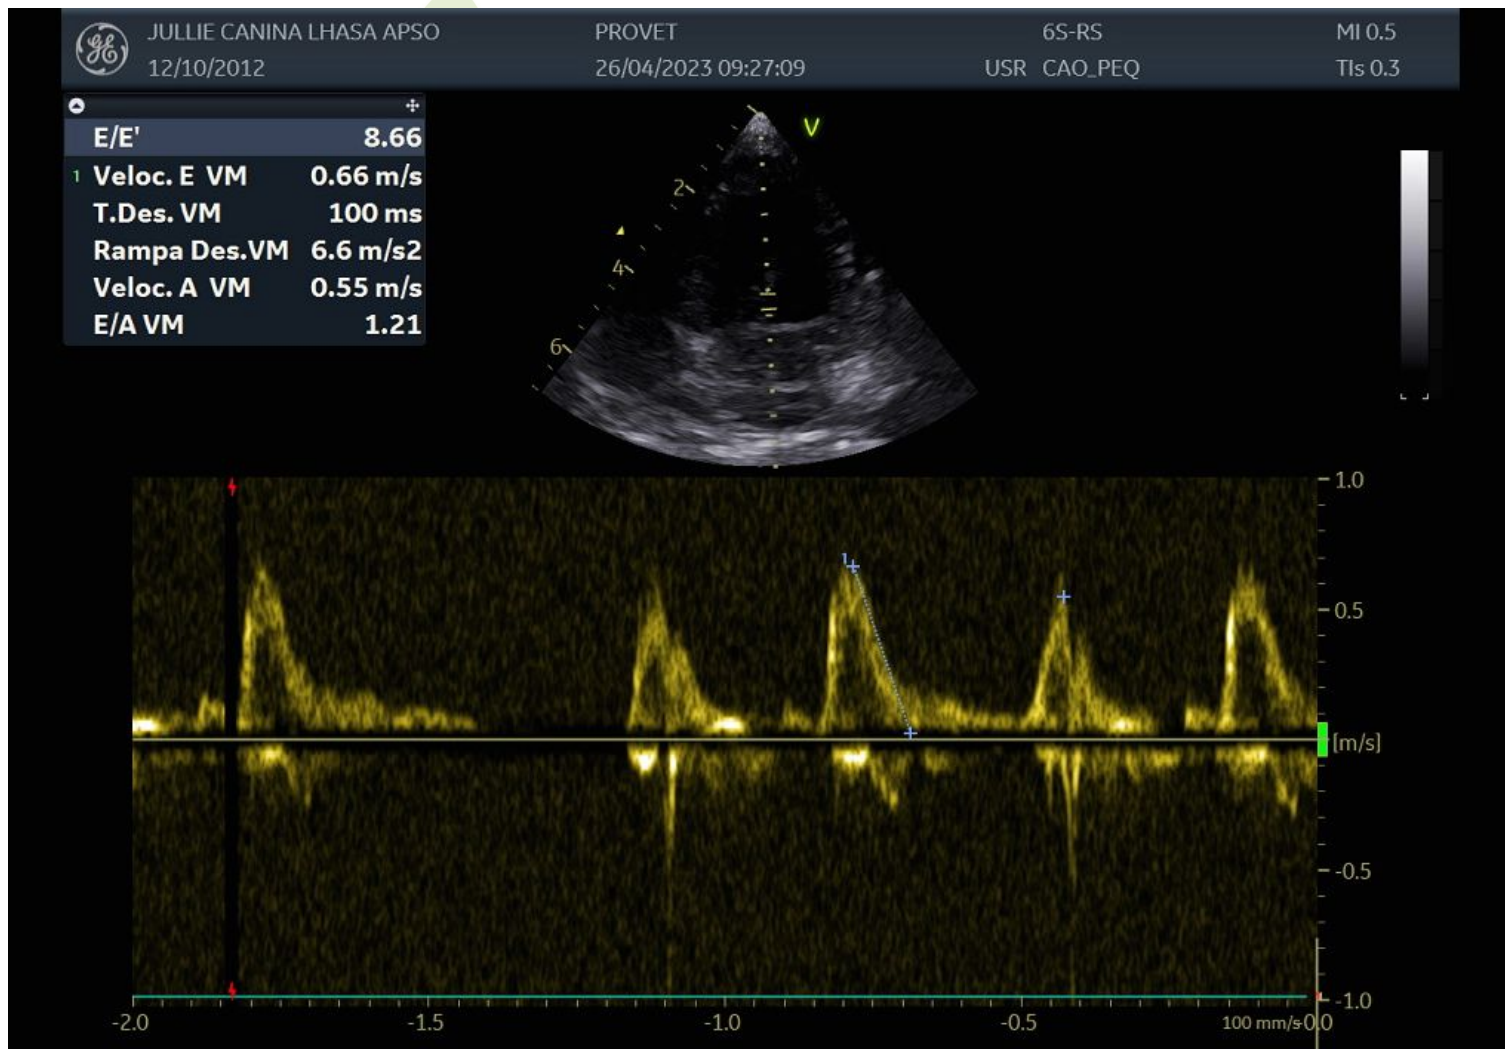 JULLIE CANINA LHASA APSO PROVET 6S-RS MI 0.5
12/10/2012 26/04/2023 09:27:09 USR CAO_PEQ TIs 0.3
E/E' 8.66
1 Veloc. E VM 0.66 m/s
T.Des. VM 100 ms
Rampa Des.VM 6.6 m/s2
Veloc. A VM 0.55 m/s
E/A VM 1.21
V
2
4
6
1.0
1
0.5
[m/s]
-0.5
-1.0
-2.0 -1.5 -1.0 -0.5 100 mm/s 0.0